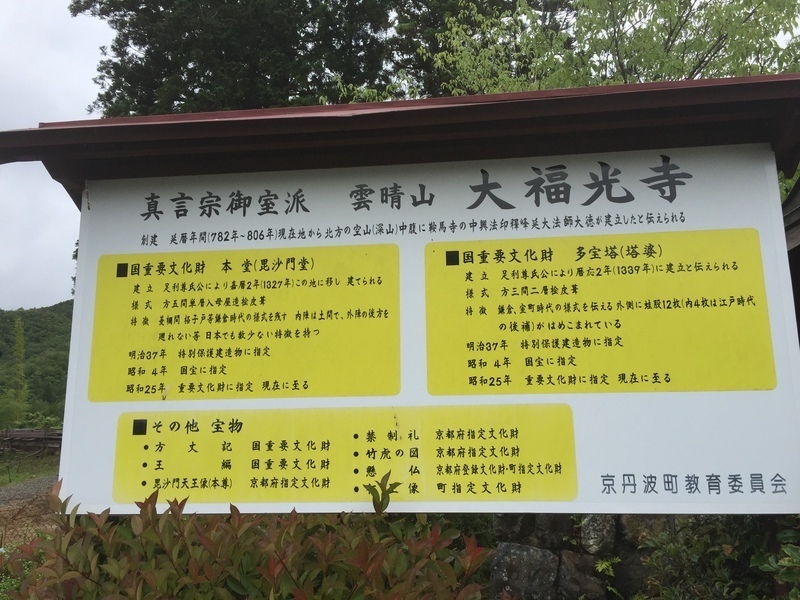 真言宗御室派 雲晴山 大福光寺
創建 延暦年間(782年~806年)現在地から北方の空山(深山)中腹に鞍馬寺の中興法印釋峰延大法師大徳が建立したと伝えられる
■国重要文化財 本堂(毘沙門堂)
建立 足利尊氏公により嘉暦2年(1327年)この地に移し建てられる
様式 方五間単層入母屋造桧皮葺
特徴 格子戸等鎌倉時代の様式を残す 内陣は土間で、外陣の後方を
廻れない等 日本でも数少ない特徴を持つ
明治37年 特別保護建造物に指定
昭和 4年 国宝に指定
昭和25年 重要文化財に指定 現在に至る
■国重要文化財 多宝塔(塔婆)
建立 足利尊氏公により暦応2年(1339年)に建立と伝えられる
様式 方三間二層桧皮葺
特徴 鎌倉、室町時代の様式を伝える 外側に蛙股12枚(内4枚は江戸時代
の後補)がはめこまれている
明治37年 特別保護建造物に指定
昭和 4年 国宝に指定
昭和25年 重要文化財に指定 現在に至る
■その他 宝物
●方丈記 国重要文化財
●王編 国重要文化財
●毘沙門天王像(本尊) 京都府指定文化財
●禁制札 京都府指定文化財
●竹虎の図 京都府指定文化財
●懸仏 京都府登録文化財・町指定文化財
像 町指定文化財
京丹波町教育委員会